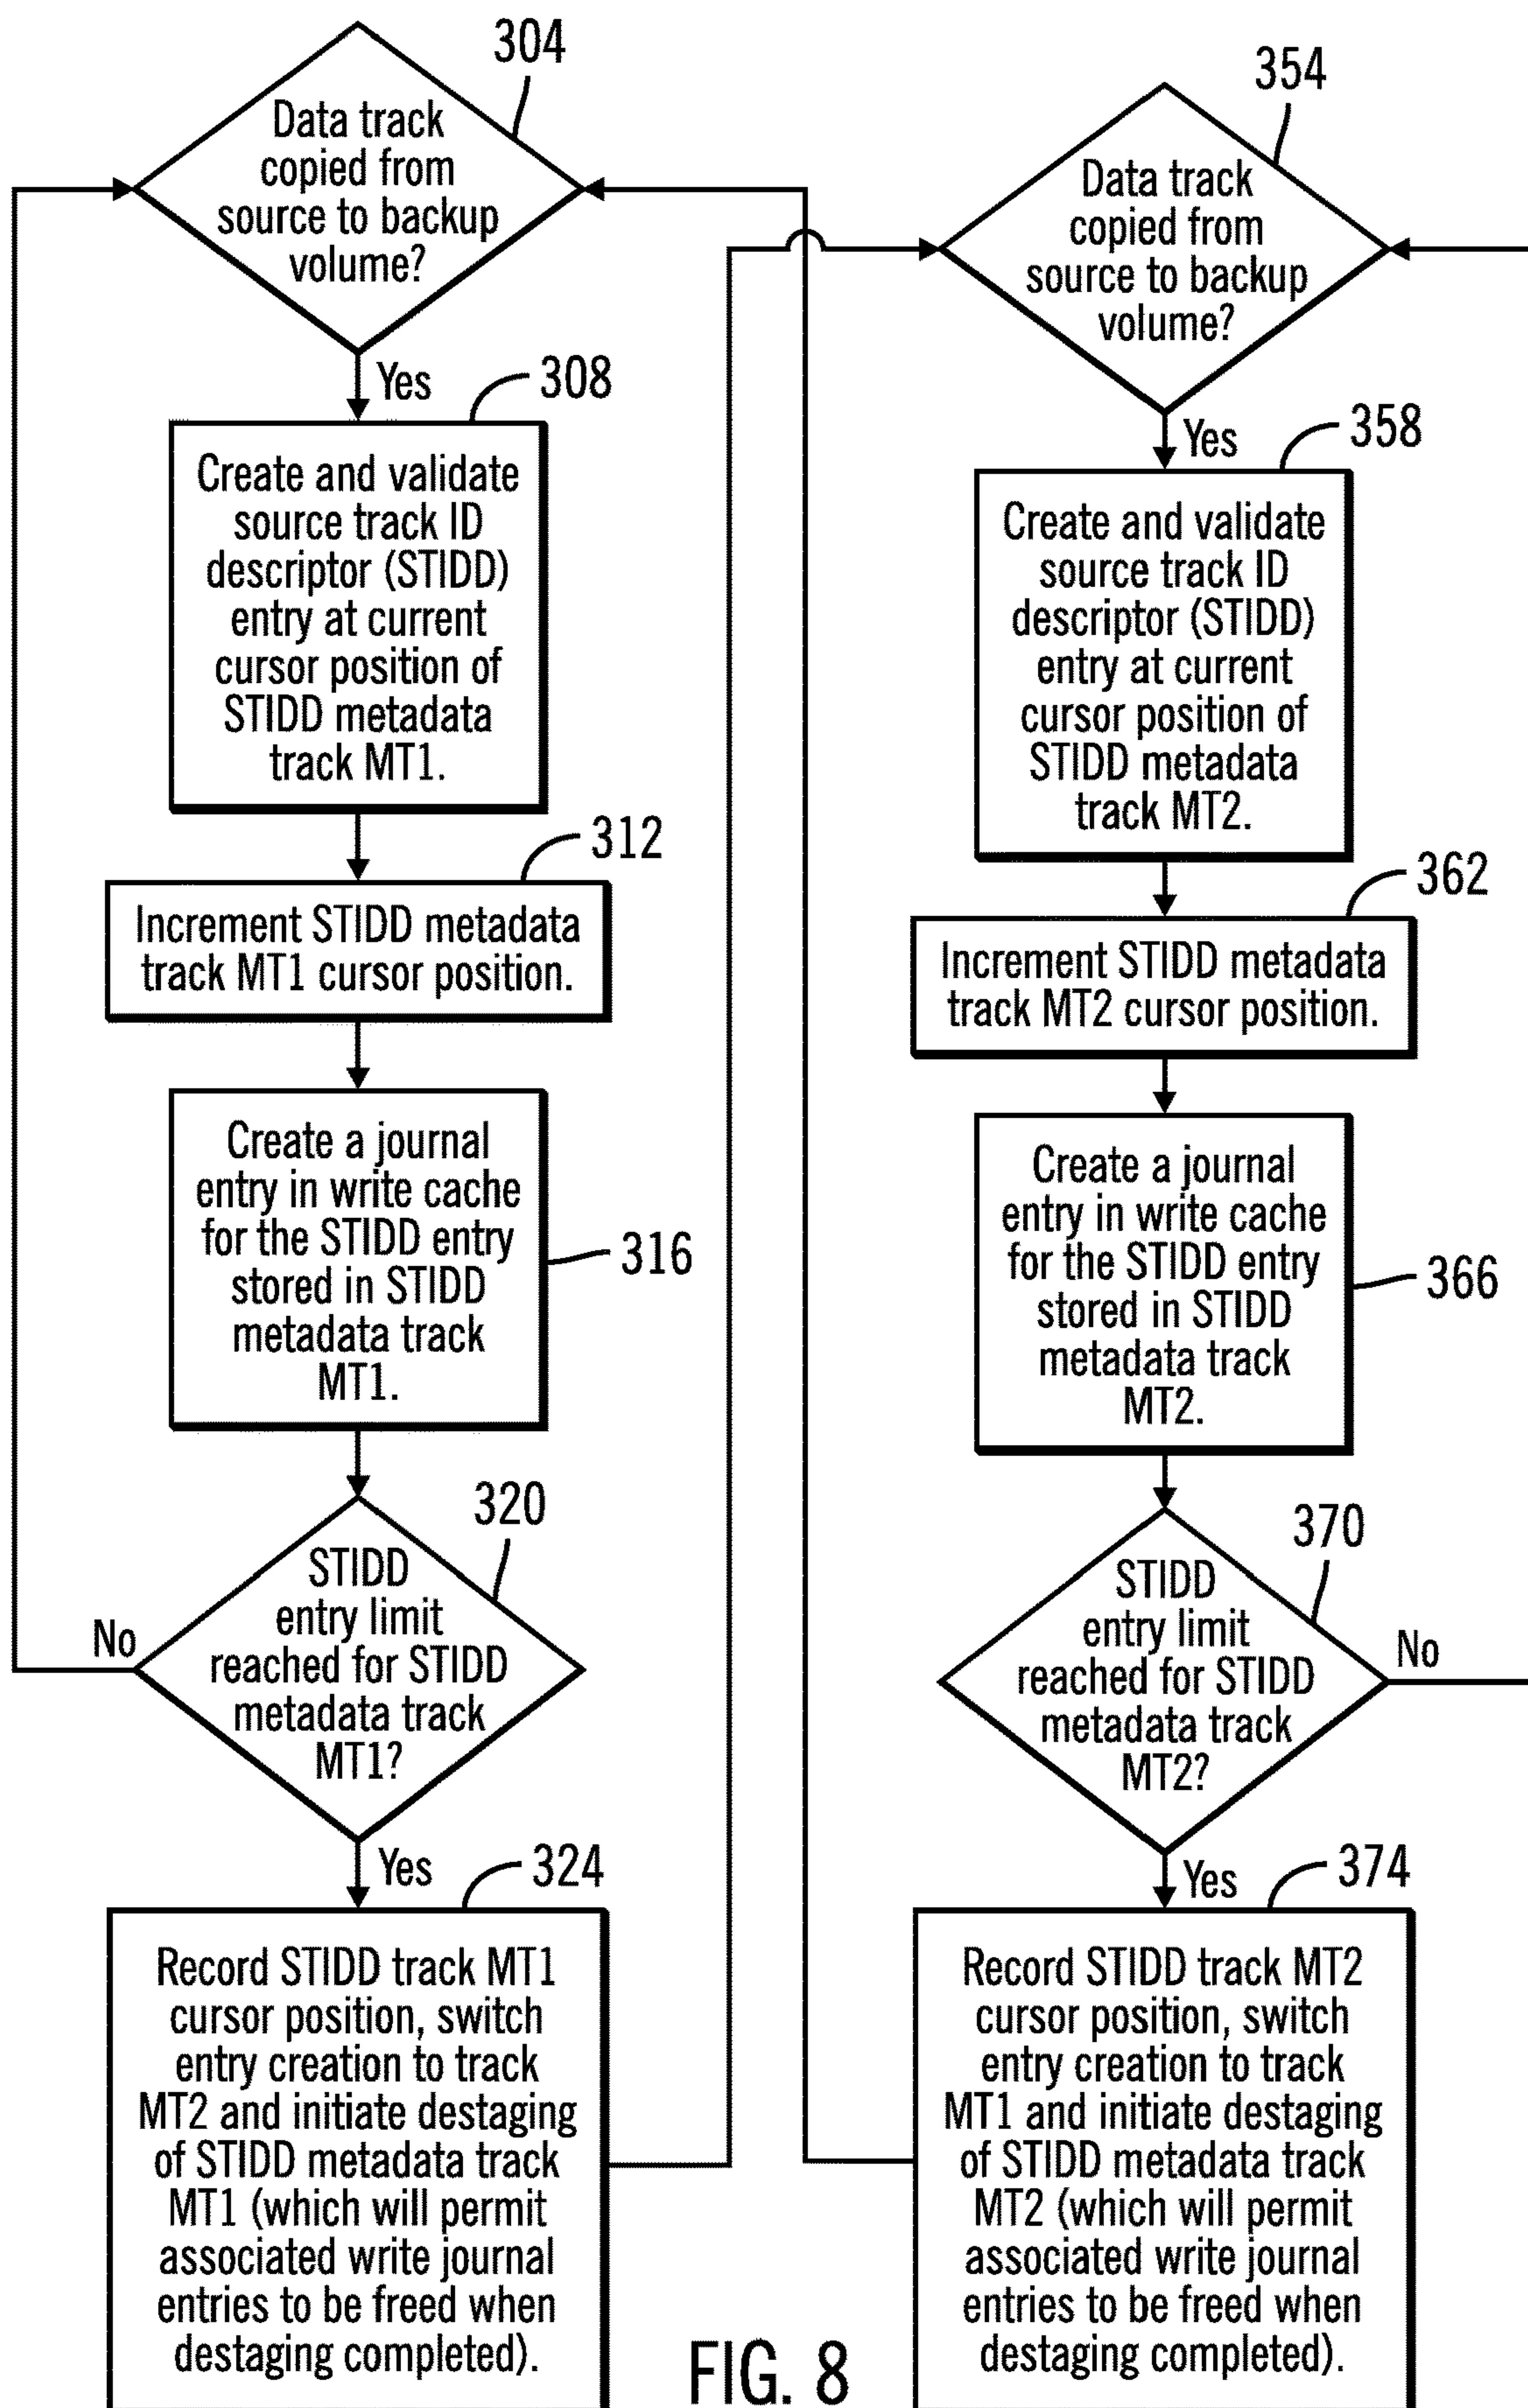 304
Data track
copied from
source to backup
volume?
Yes
308
Create and validate
source track ID
descriptor (STIDD)
entry at current
cursor position of
STIDD metadata
track MT1.
312
Increment STIDD metadata
track MT1 cursor position.
Create a journal
entry in write cache
for the STIDD entry
stored in STIDD
metadata track
MT1.
316
320
STIDD
entry limit
reached for STIDD
metadata track
MT1?
No
Yes
324
Record STIDD track MT1
cursor position, switch
entry creation to track
MT2 and initiate destaging
of STIDD metadata track
MT1 (which will permit
associated write journal
entries to be freed when
destaging completed).
354
Data track
copied from
source to backup
volume?
Yes
358
Create and validate
source track ID
descriptor (STIDD)
entry at current
cursor position of
STIDD metadata
track MT2.
362
Increment STIDD metadata
track MT2 cursor position.
Create a journal
entry in write cache
for the STIDD entry
stored in STIDD
metadata track
MT2.
366
370
STIDD
entry limit
reached for STIDD
metadata track
MT2?
No
Yes
374
Record STIDD track MT2
cursor position, switch
entry creation to track
MT1 and initiate destaging
of STIDD metadata track
MT2 (which will permit
associated write journal
entries to be freed when
destaging completed).
FIG. 8